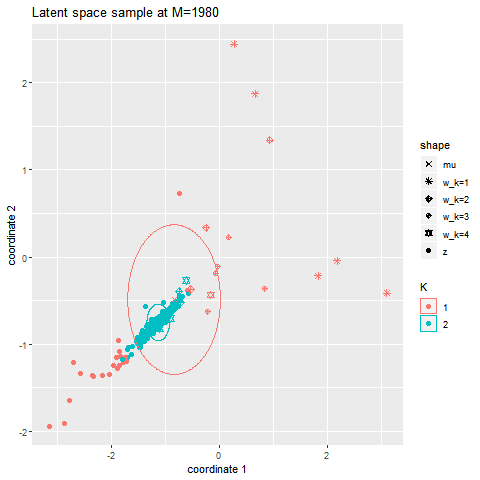 Latent space sample at M=1980
coordinate 2
2
1
0
-1
-2
-2
0
2
coordinate 1
shape
mu
w_k=1
w_k=2
w_k=3
w_k=4
z
K
1
2